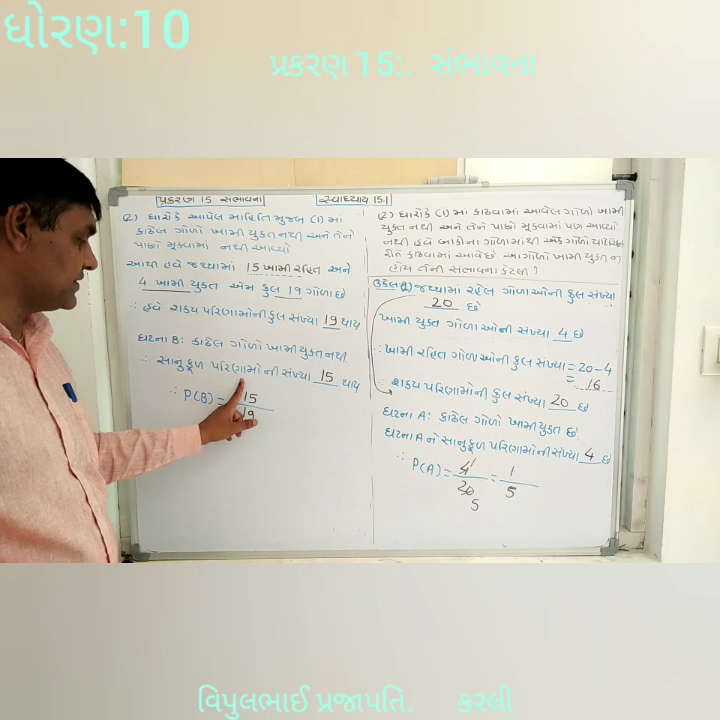 ધોરણ:10
પ્રકરણ 15:. સંભાવના
પ્રકરણ 15 સંભાવના
સ્વાધ્યાય 15.1
(2) ધારોકે આપેલ માહિતિ મુજબ (1) માં
કાઢેલ ગોળો ખામી યુક્ત નથી અને તેને
પાછો મૂકવામાં નથી આવ્યો
આથી હવે જથ્થામાં 15 ખામી રહિત અને
4 ખામી યુક્ત એમ કુલ 19 ગોળા છે
∴ હવે શક્ય પરિણામોની કુલ સંખ્યા 19 થાય
ઘટના B: કાઢેલ ગોળો ખામી યુક્ત નથી
∴ સાનુકૂળ પરિણામોની સંખ્યા 15 થાય
∴ P(B) = 15
19
(2) ધારોકે (1) માં કાઢવામાં આવેલ ગોળો ખામી
યુક્ત નથી અને તેને પાછો મૂકવામાં પણ આવ્યો
નથી હવે બાકીના ગોળામાંથી એક ગોળો યાદચ્છિક
રીતે કાઢવામાં આવે છે આ ગોળો ખામી યુક્ત ન
હોય તેની સંભાવના કેટલી ?
ઉકેલ (1) જથ્થામાં રહેલ ગોળાઓની કુલ સંખ્યા
20 છે
ખામી યુક્ત ગોળાઓની સંખ્યા 4 છે
∴ ખામી રહિત ગોળાઓની કુલ સંખ્યા = 20-4
= 16
∴ શક્ય પરિણામોની કુલ સંખ્યા 20 છે
ઘટના A: કાઢેલ ગોળો ખામી યુક્ત છે
ઘટના A ને સાનુકૂળ પરિણામોની સંખ્યા 4 છે
∴ P(A) = 4 1 = 1
20 5
5
વિપુલભાઈ પ્રજાપતિ. કરલી